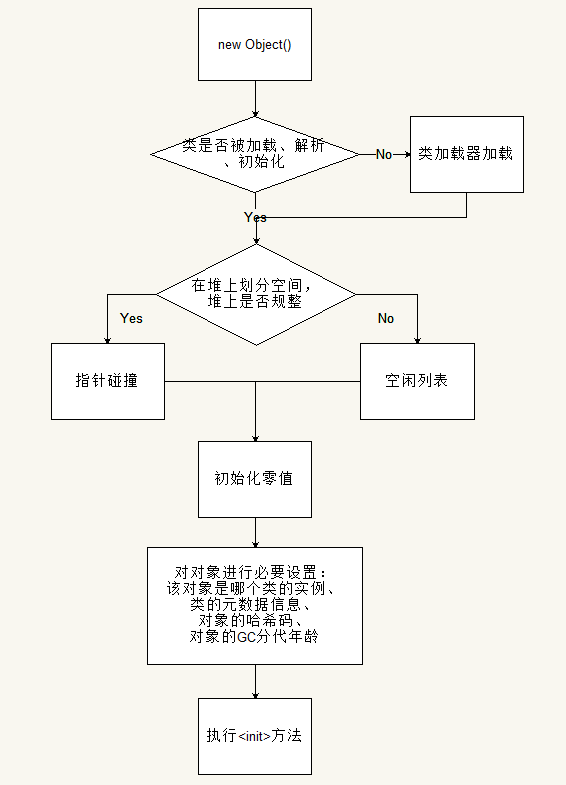 new Object()
类是否被加载、解析
、初始化
No
类加载器加载
Yes
在堆上划分空间，
堆上是否规整
Yes
No
指针碰撞
空闲列表
初始化零值
对对象进行必要设置：
该对象是哪个类的实例、
类的元数据信息、
对象的哈希码、
对象的GC分代年龄
执行<init>方法